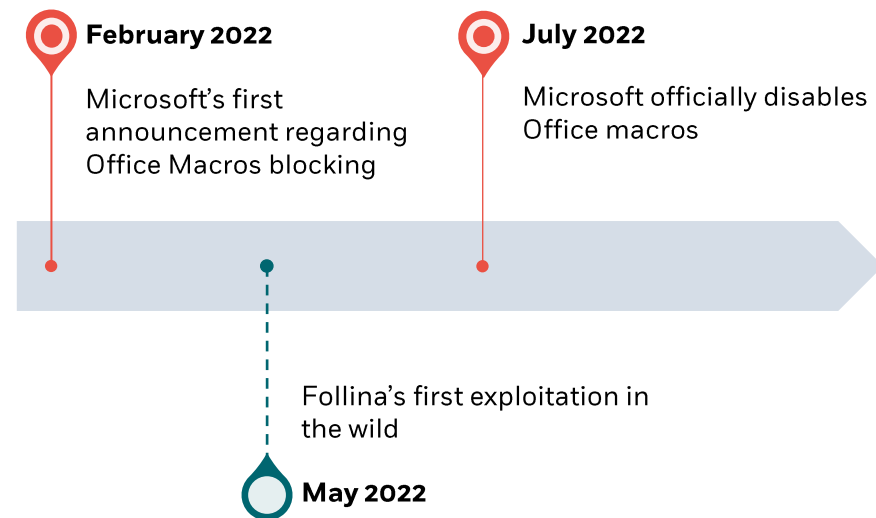 February 2022
Microsoft’s first
announcement regarding
Office Macros blocking
July 2022
Microsoft officially disables
Office macros
Follina’s first exploitation in
the wild
May 2022